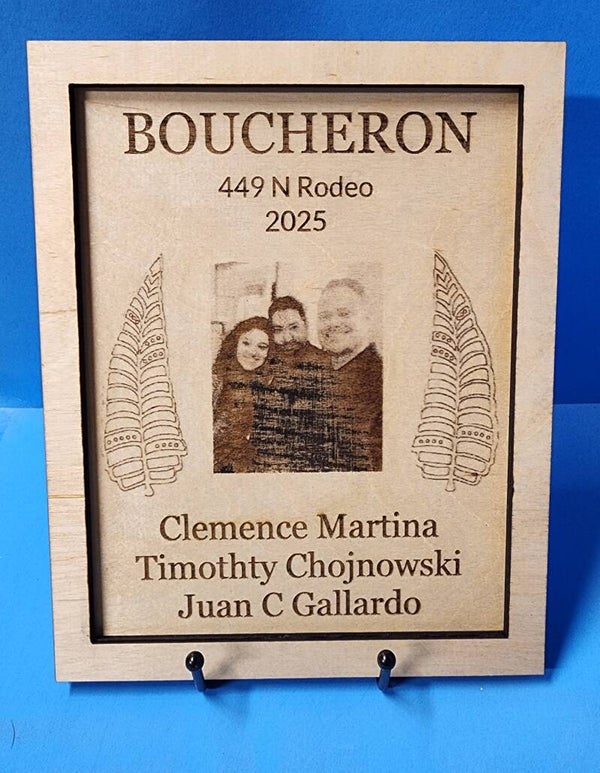 BOUCHERON
449 N Rodeo
2025
Clemence Martina
Timothty Chojnowski
Juan C Gallardo